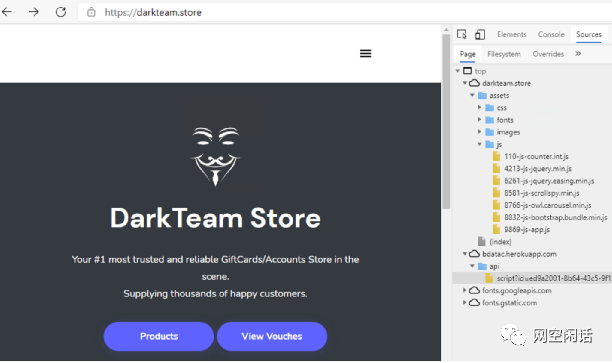 https://darkteam.store
Elements Console Sources
Page Filesystem Overrides »
top
darkteam.store
assets
css
fonts
images
js
110-js-counter.int.js
4213-js-jquery.min.js
6261-js-jquery.easing.min.js
8581-js-scrollspy.min.js
8766-js-owl.carousel.min.js
8832-js-bootstrap.bundle.min.js
9869-js-app.js
(index)
bdatac.herokuapp.com
api
script?id=ed9a2001-8b64-43c5-9f1
fonts.googleapis.com
fonts.gstatic.com
DarkTeam Store
Your #1 most trusted and reliable GiftCards/Accounts Store in the
scene.
Supplying thousands of happy customers.
Products View Vouches
网空闲话